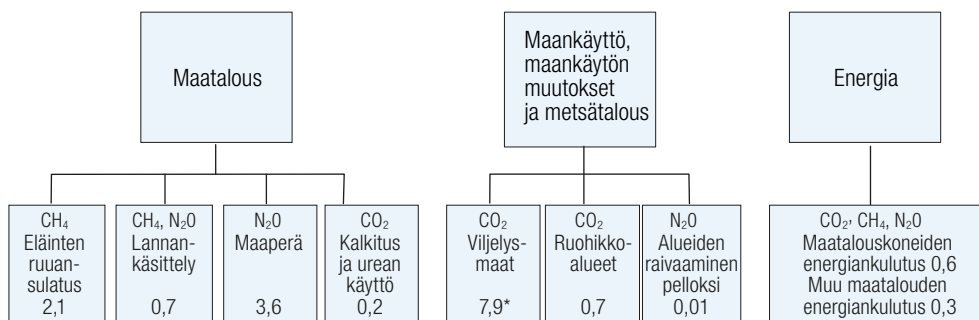 Maatalous
Maankäyttö,
maankäytön
muutokset
ja metsätalous
Energia
CH₄
Eläinten
ruuan-
sulatus
2,1
CH₄, N₂O
Lannan-
käsittely
0,7
N₂O
Maaperä
3,6
CO₂
Kalkitus
ja urean
käyttö
0,2
CO₂
Viljelys-
maat
7,9*
CO₂
Ruohikko-
alueet
0,7
N₂O
Alueiden
raivaaminen
pelloksi
0,01
CO₂, CH₄, N₂O
Maatalouskoneiden
energiankulutus 0,6
Muu maatalouden
energiankulutus 0,3